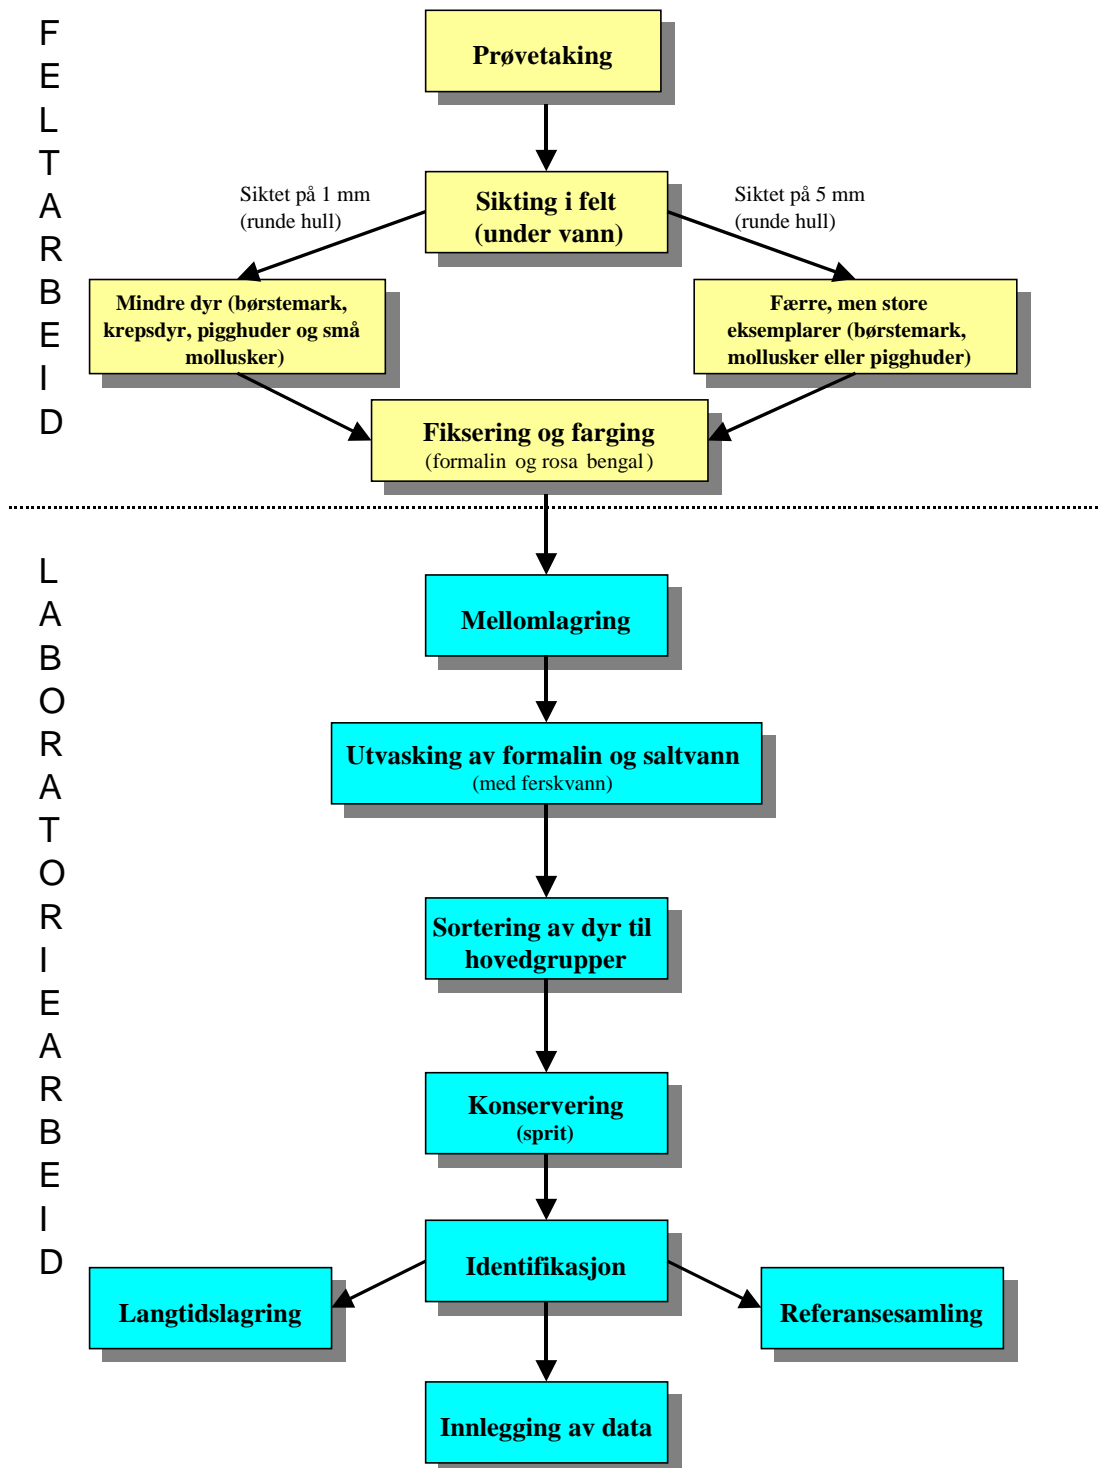 FELTARBEID
Prøvetaking
Siktet på 1 mm
(runde hull)
Sikting i felt
(under vann)
Siktet på 5 mm
(runde hull)
Mindre dyr (børstemark,
krepsdyr, pigghuder og små
mollusker)
Færre, men store
eksemplarer (børstemark,
mollusker eller pigghuder)
Fiksering og farging
(formalin og rosa bengal)
LABORATORIEARBEID
Mellomlagring
Utvasking av formalin og saltvann
(med ferskvann)
Sortering av dyr til
hovedgrupper
Konservering
(sprit)
Identifikasjon
Langtidslagring
Referansesamling
Innlegging av data